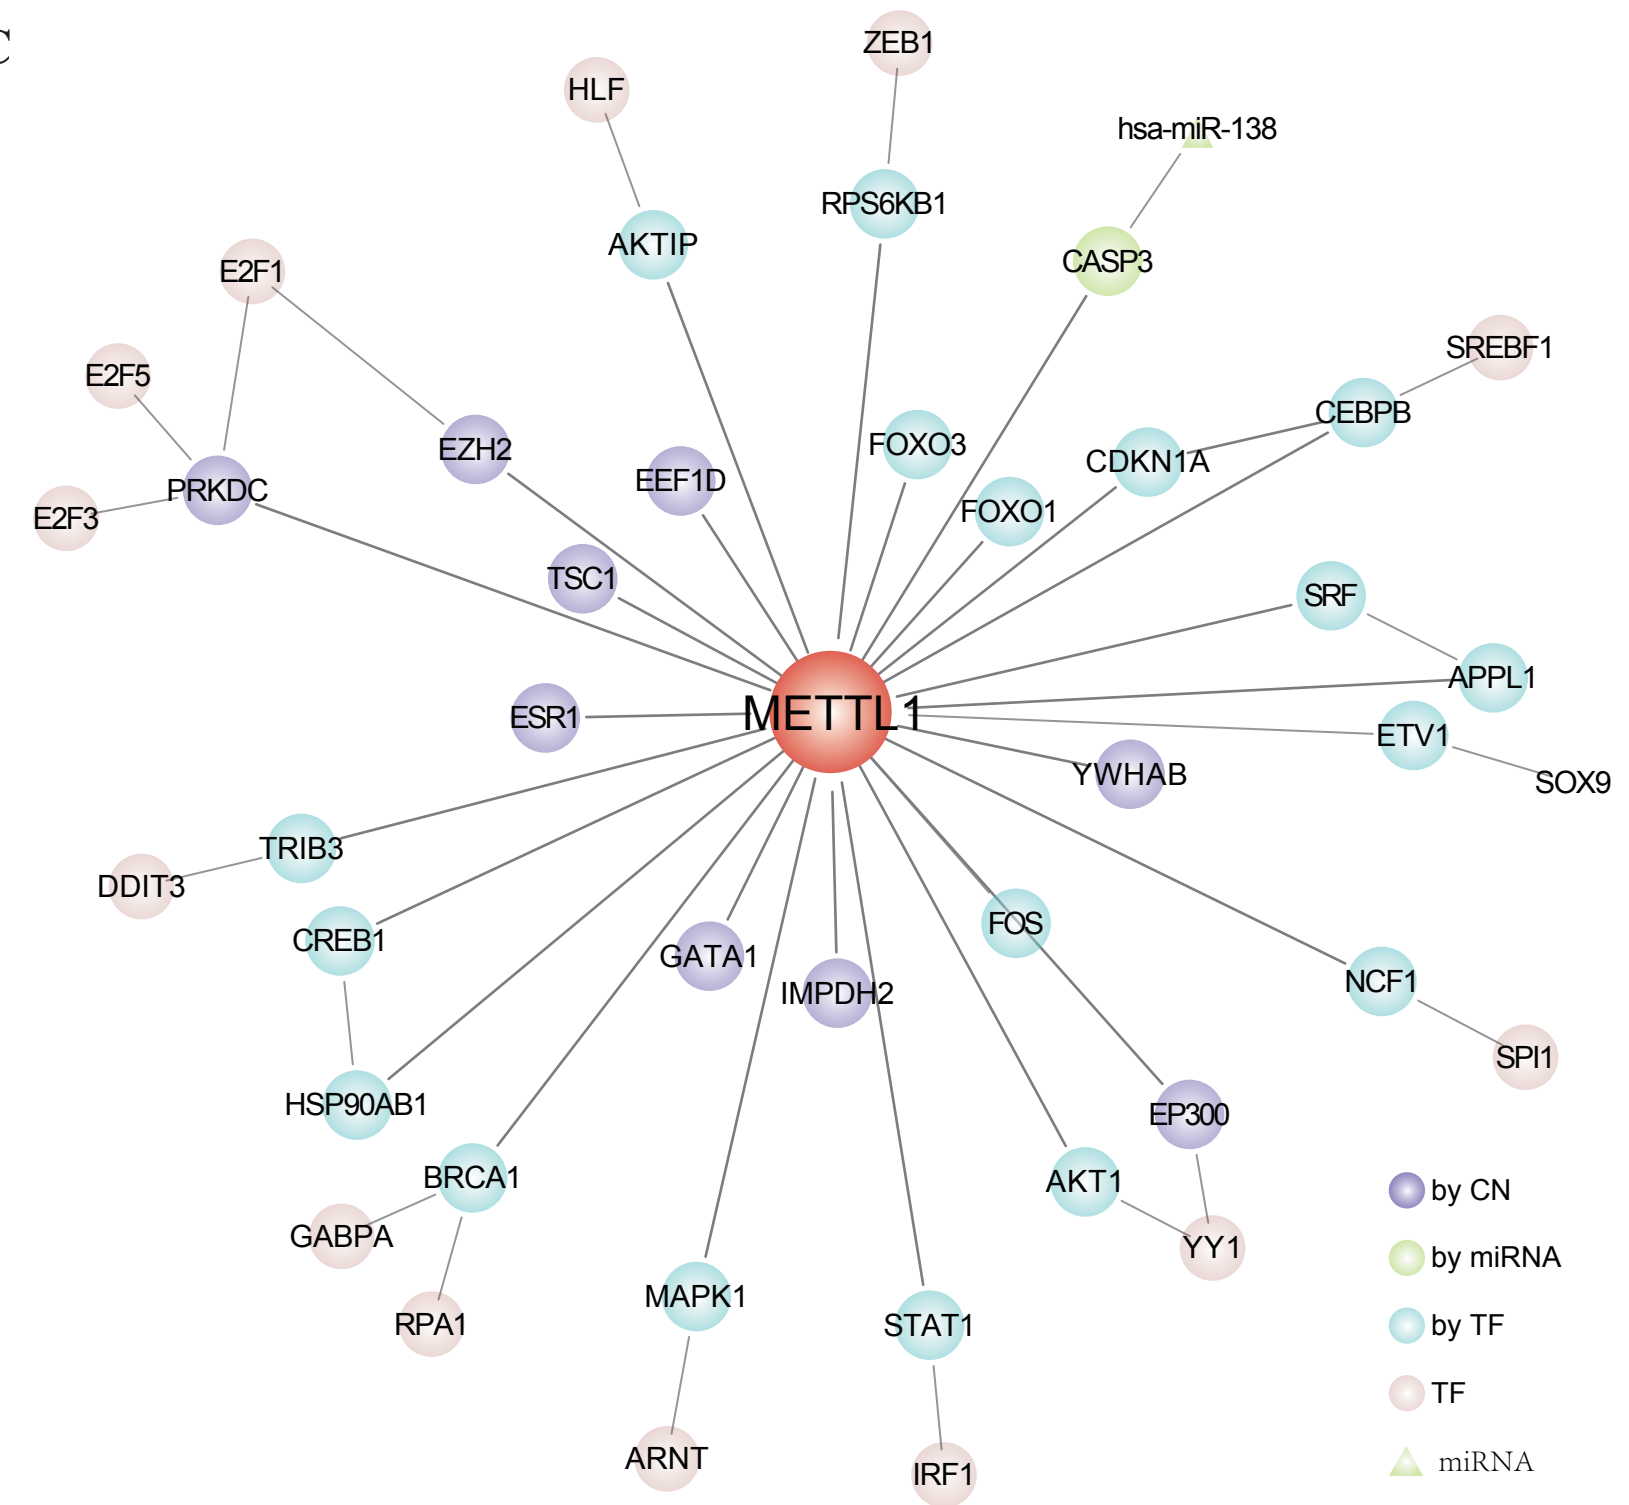 C
ZEB1
HLF
hsa-miR-138
RPS6KB1
AKTIP
CASP3
E2F1
SREBF1
E2F5
CEBPB
FOXO3
EZH2
CDKN1A
EEF1D
PRKDC
FOXO1
E2F3
TSC1
SRF
APPL1
METTL1
ESR1
ETV1
YWHAB
SOX9
TRIB3
DDIT3
FOS
CREB1
GATA1
NCF1
IMPDH2
SPI1
HSP90AB1
EP300
BRCA1
AKT1
by CN
GABPA
YY1
by miRNA
MAPK1
RPA1
STAT1
by TF
TF
ARNT
miRNA
IRF1